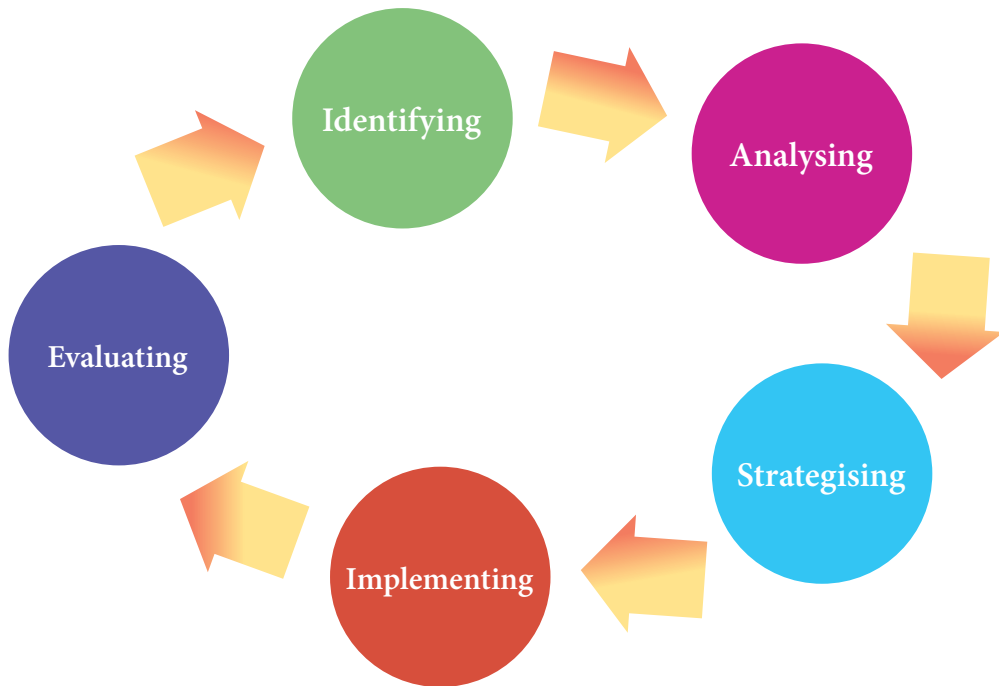 Identifying
Analysing
Strategising
Implementing
Evaluating